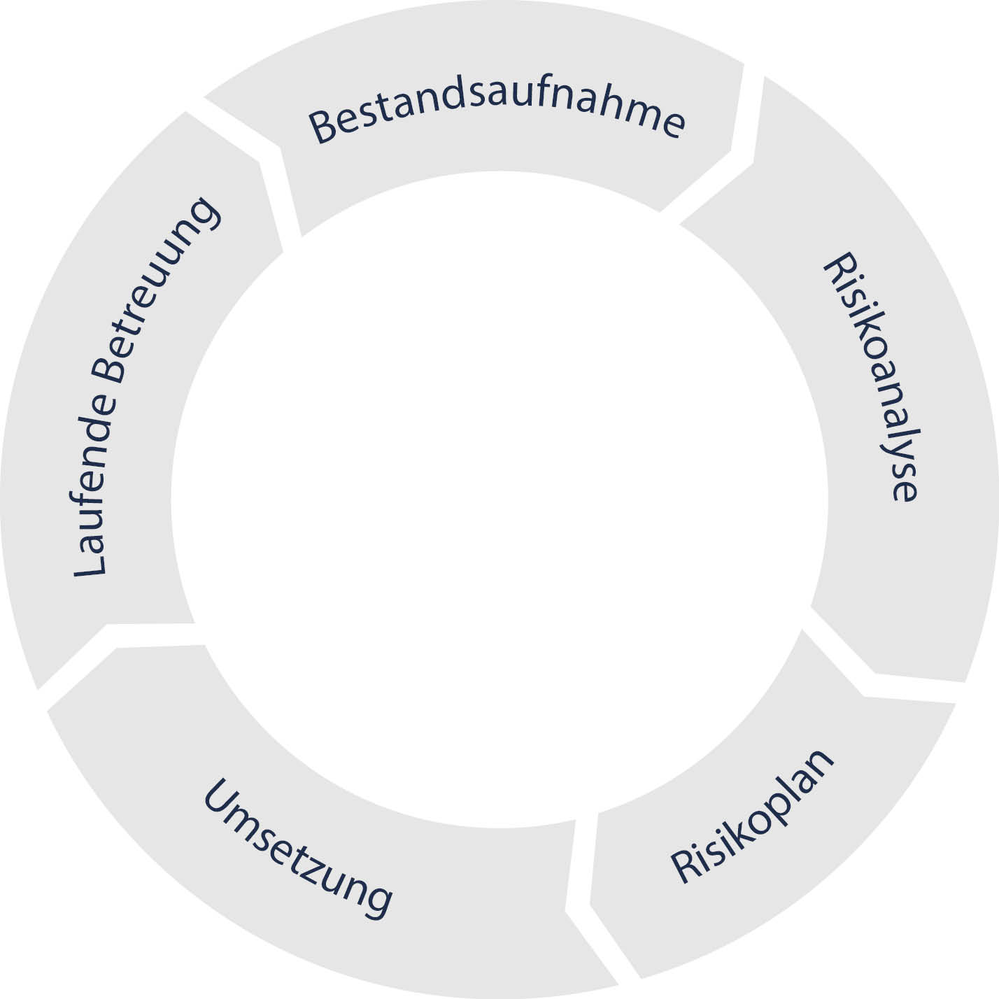 Bestandsaufnahme
Risikoanalyse
Risikoplan
Umsetzung
Laufende Betreuung